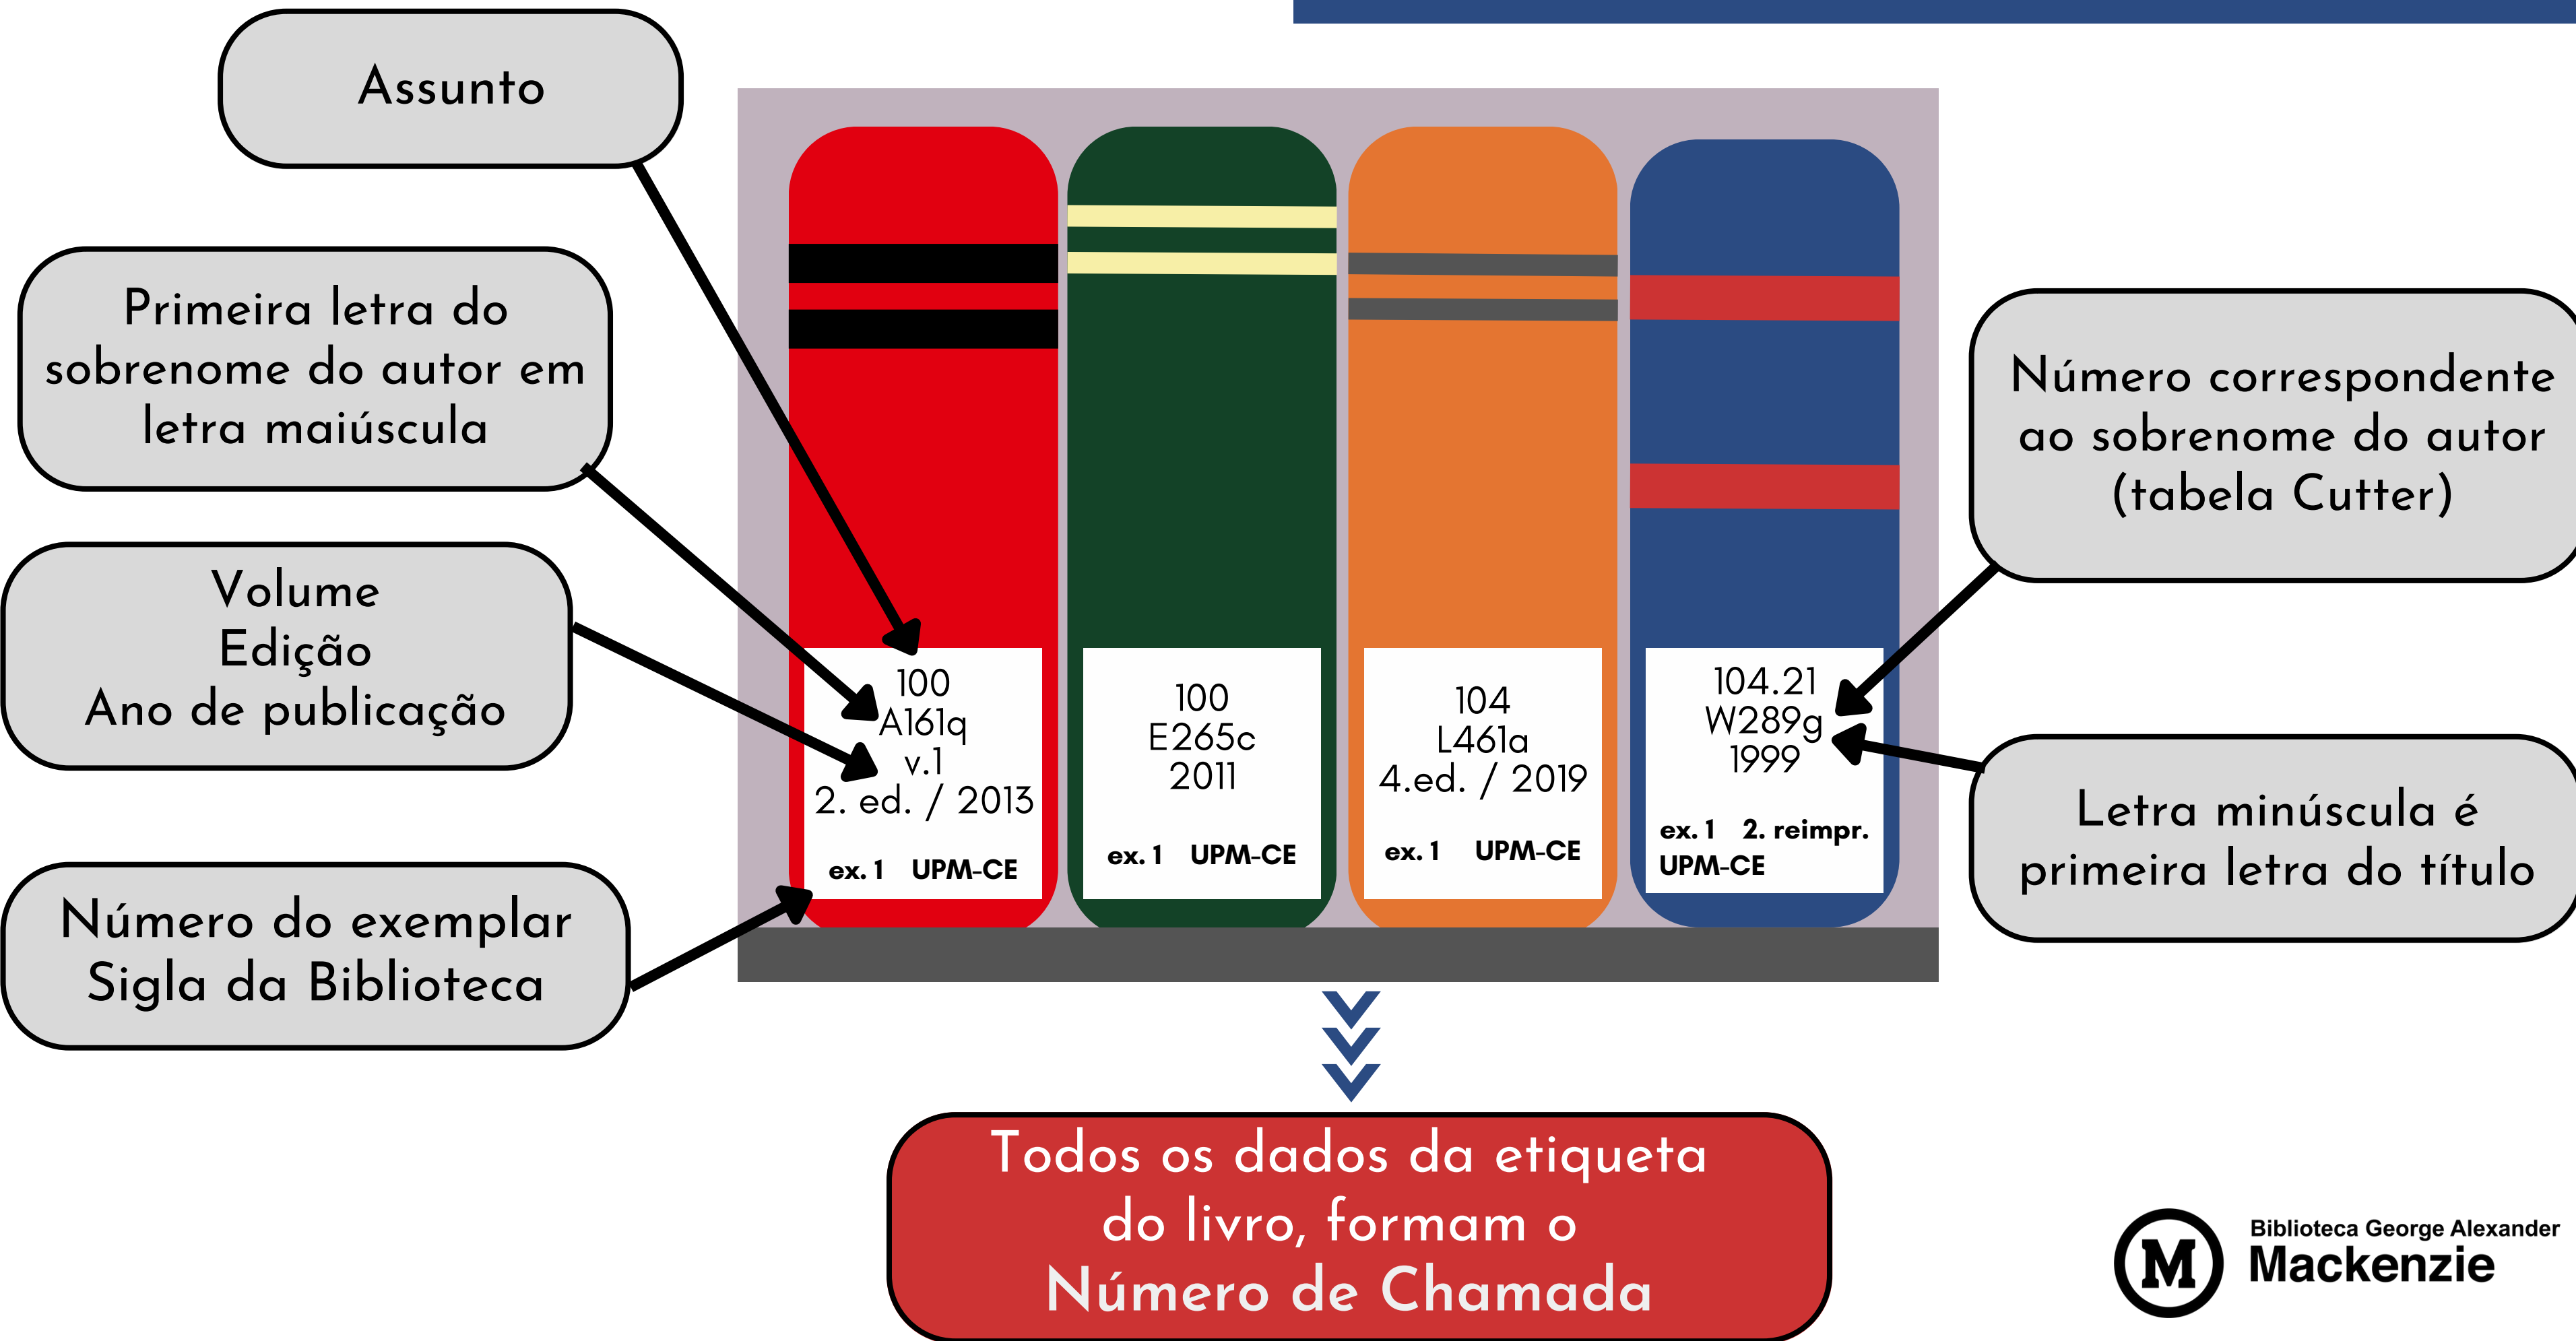 Assunto
Primeira letra do
sobrenome do autor em
letra maiúscula
Volume
Edição
Ano de publicação
Número do exemplar
Sigla da Biblioteca
100
A161q
v.1
2. ed. / 2013
ex. 1 UPM-CE
100
E265c
2011
ex. 1 UPM-CE
104
L461a
4.ed. / 2019
ex. 1 UPM-CE
104.21
W289g
1999
ex. 1 2. reimpr.
UPM-CE
Número correspondente
ao sobrenome do autor
(tabela Cutter)
Letra minúscula é
primeira letra do título
Todos os dados da etiqueta
do livro, formam o
Número de Chamada
M
Biblioteca George Alexander
Mackenzie